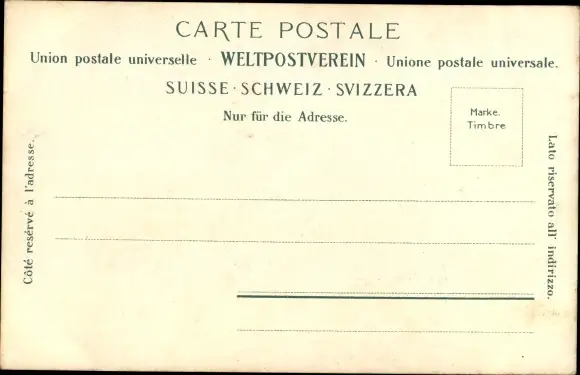 CARTE POSTALE
Union postale universelle · WELTPOSTVEREIN · Unione postale universale.
SUISSE · SCHWEIZ · SVIZZERA
Nur für die Adresse.
Marke.
Timbre
Côté resérvé à l'adresse.
Lato riservato all' indirizzo.